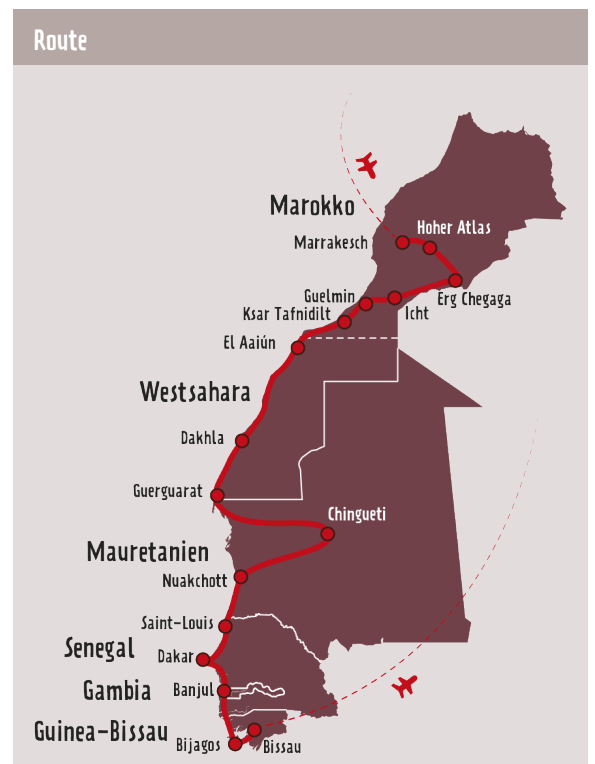 Route
Marokko
Hoher Atlas
Marrakesch
Erg Chegaga
Guelmin
Icht
Ksar Tafnidilt
El Aaiún
Westsahara
Dakhla
Guerguarat
Chingueti
Mauretanien
Nuakchott
Saint-Louis
Senegal
Dakar
Gambia
Banjul
Guinea-Bissau
Bijagos
Bissau